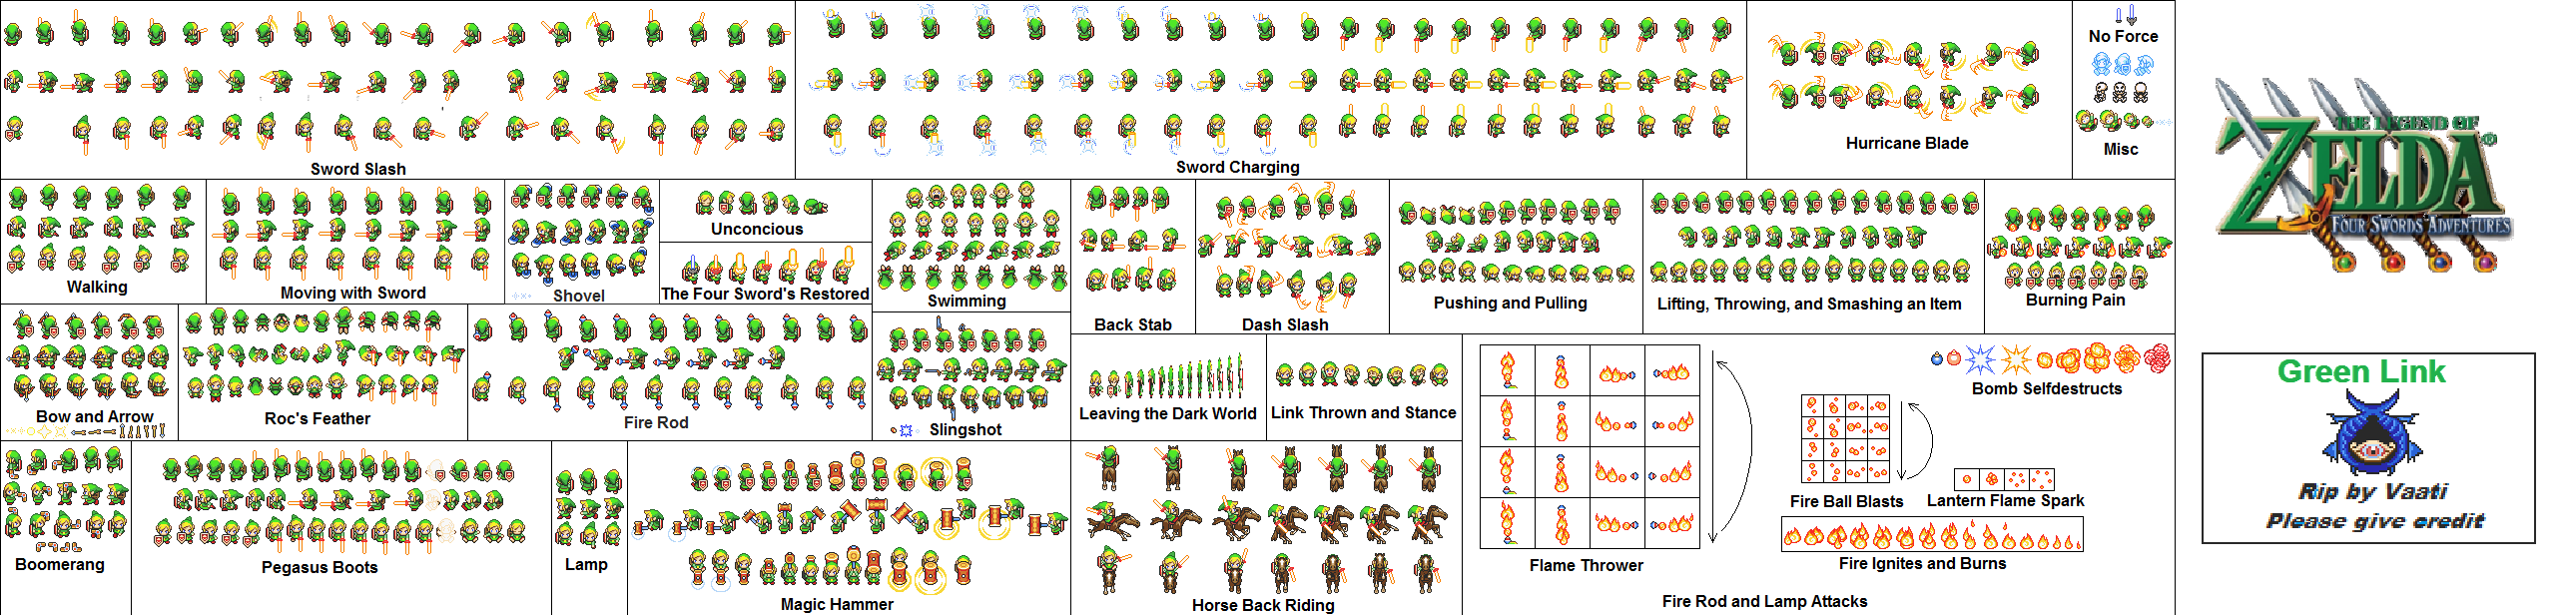 No Force
Sword Slash
Sword Charging
Hurricane Blade
Misc
THE LEGEND OF
ZELDA®
FOUR SWORDS ADVENTURES
Walking
Moving with Sword
Shovel
Unconcious
The Four Sword's Restored
Swimming
Back Stab
Dash Slash
Pushing and Pulling
Lifting, Throwing, and Smashing an Item
Burning Pain
Bow and Arrow
Roc's Feather
Fire Rod
Slingshot
Leaving the Dark World
Link Thrown and Stance
Bomb Selfdestructs
Boomerang
Pegasus Boots
Lamp
Magic Hammer
Horse Back Riding
Flame Thrower
Fire Ball Blasts
Lantern Flame Spark
Fire Ignites and Burns
Fire Rod and Lamp Attacks
Green Link
Rip by Vaati
Please give credit